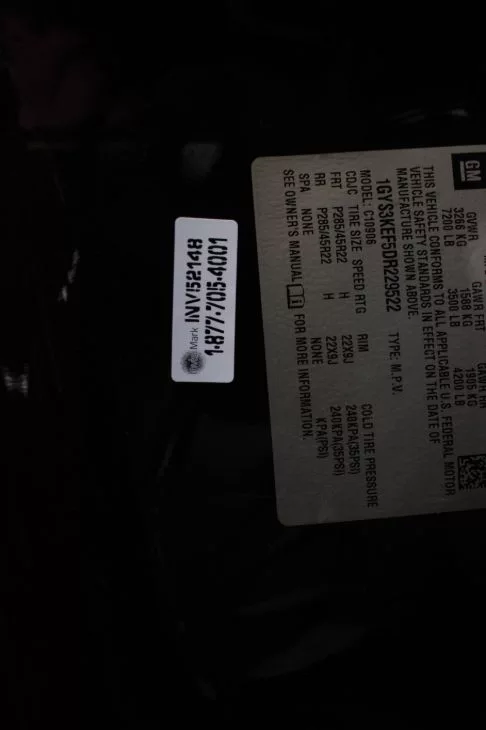 GM
GVWR GAWR FRT GAWR RR
3266 KG 1588 KG 1905 KG
7200 LB 3500 LB 4200 LB
THIS VEHICLE CONFORMS TO ALL APPLICABLE U.S. FEDERAL MOTOR
VEHICLE SAFETY STANDARDS IN EFFECT ON THE DATE OF
MANUFACTURE SHOWN ABOVE.
1GYS3KEF5DR229522 TYPE: M.P.V.
MODEL: C10906
CDJC TIRE SIZE SPEED RTG RIM COLD TIRE PRESSURE
FRT P285/45R22 H 22X9J 240KPA(35PSI)
RR P285/45R22 H 22X9J 240KPA(35PSI)
SPA NONE NONE KPA(PSI)
SEE OWNER'S MANUAL FOR MORE INFORMATION.
1-877-705-4001
Mark INV52148